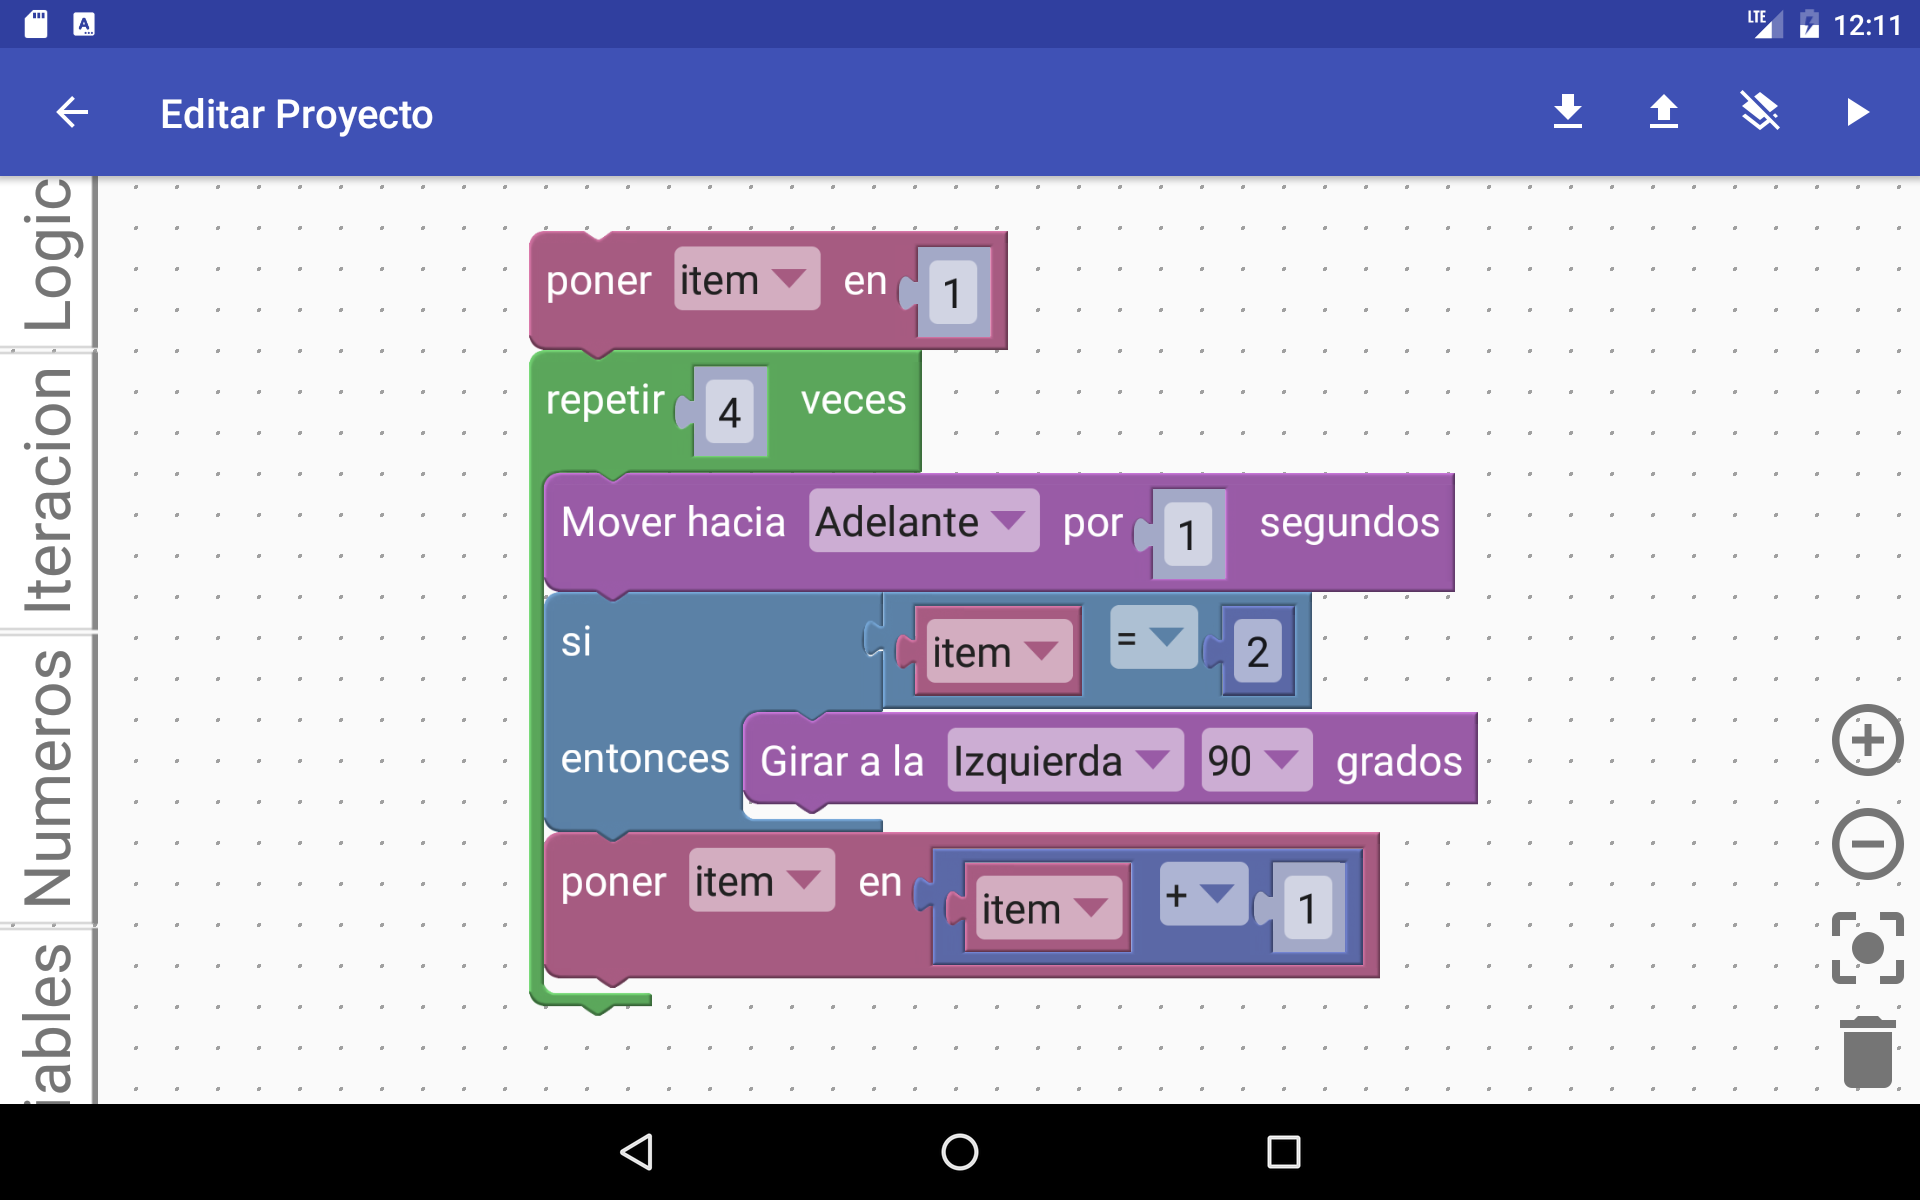 LTE 12:11
Editar Proyecto
Logic
Iteracion
Numeros
iables
poner item en 1
repetir 4 veces
Mover hacia Adelante por 1 segundos
si item = 2
entonces Girar a la Izquierda 90 grados
poner item en item + 1